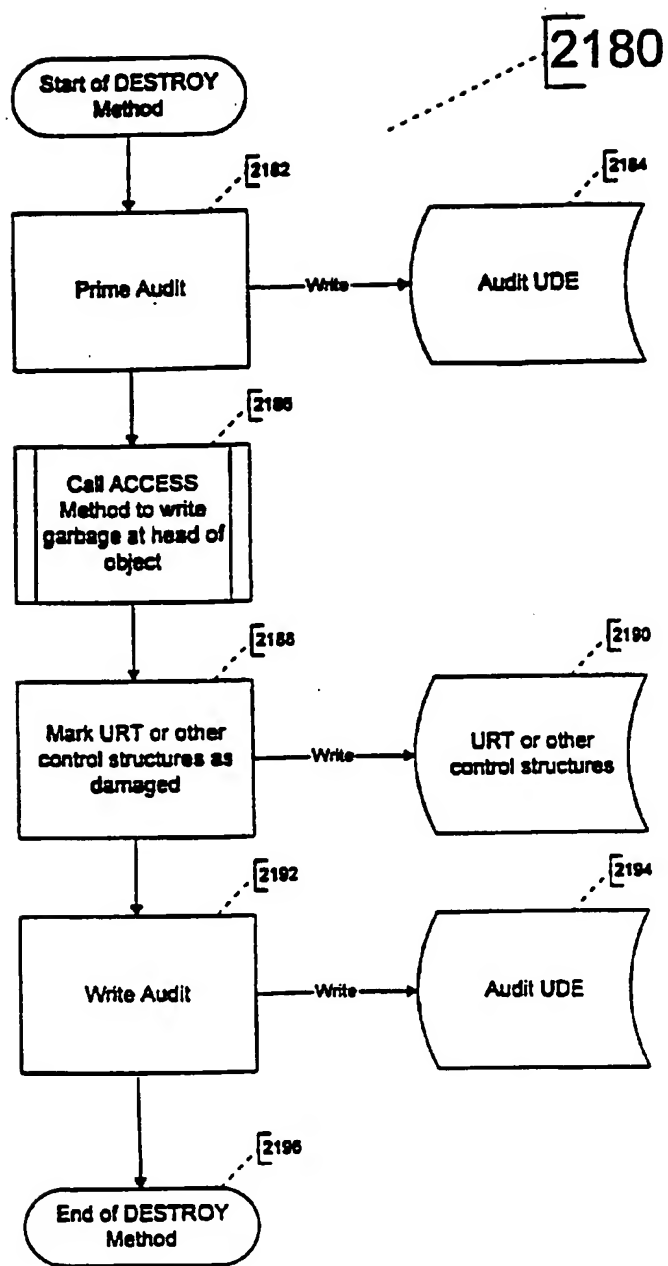 2180
Start of DESTROY
Method
2182
2184
Prime Audit
Write
Audit UDE
2186
Call ACCESS
Method to write
garbage at head of
object
2188
2190
Mark URT or other
control structures as
damaged
Write
URT or other
control structures
2192
2194
Write Audit
Write
Audit UDE
2196
End of DESTROY
Method